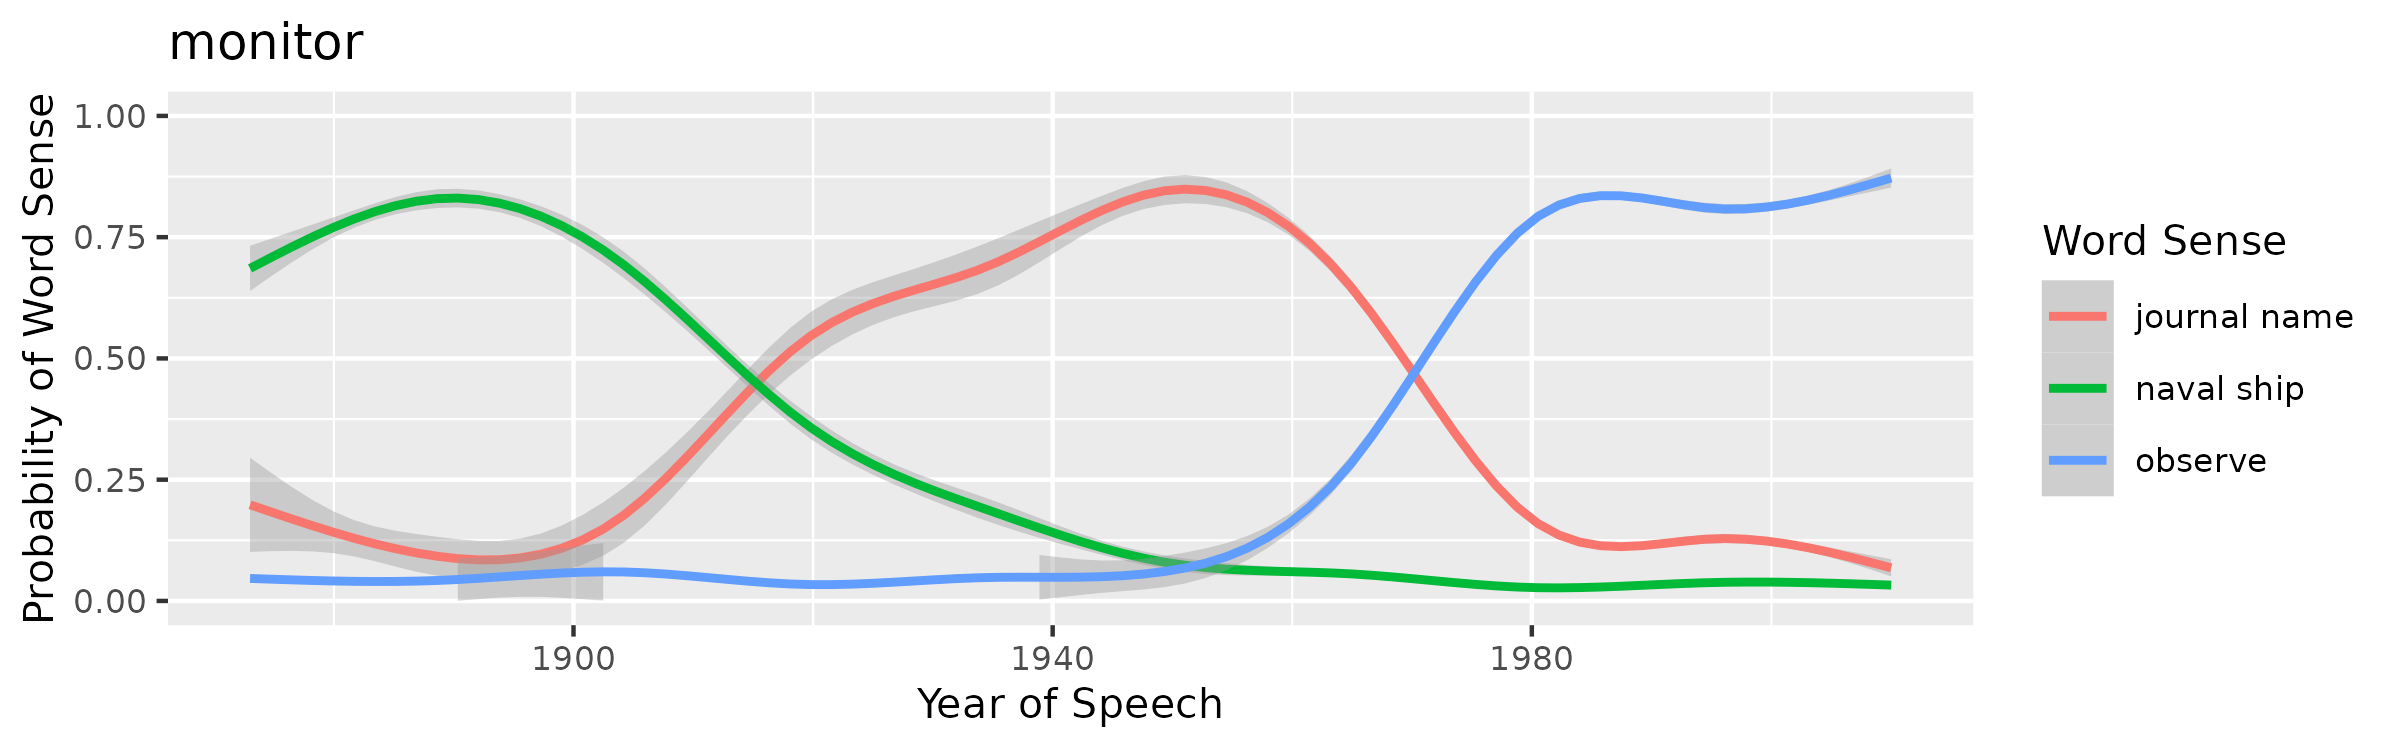 monitor
Probability of Word Sense
1.00
0.75
0.50
0.25
0.00
1900
1940
1980
Year of Speech
Word Sense
journal name
naval ship
observe